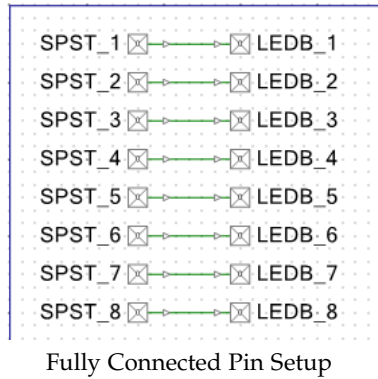 SPST_1 LEDB_1
SPST_2 LEDB_2
SPST_3 LEDB_3
SPST_4 LEDB_4
SPST_5 LEDB_5
SPST_6 LEDB_6
SPST_7 LEDB_7
SPST_8 LEDB_8
Fully Connected Pin Setup